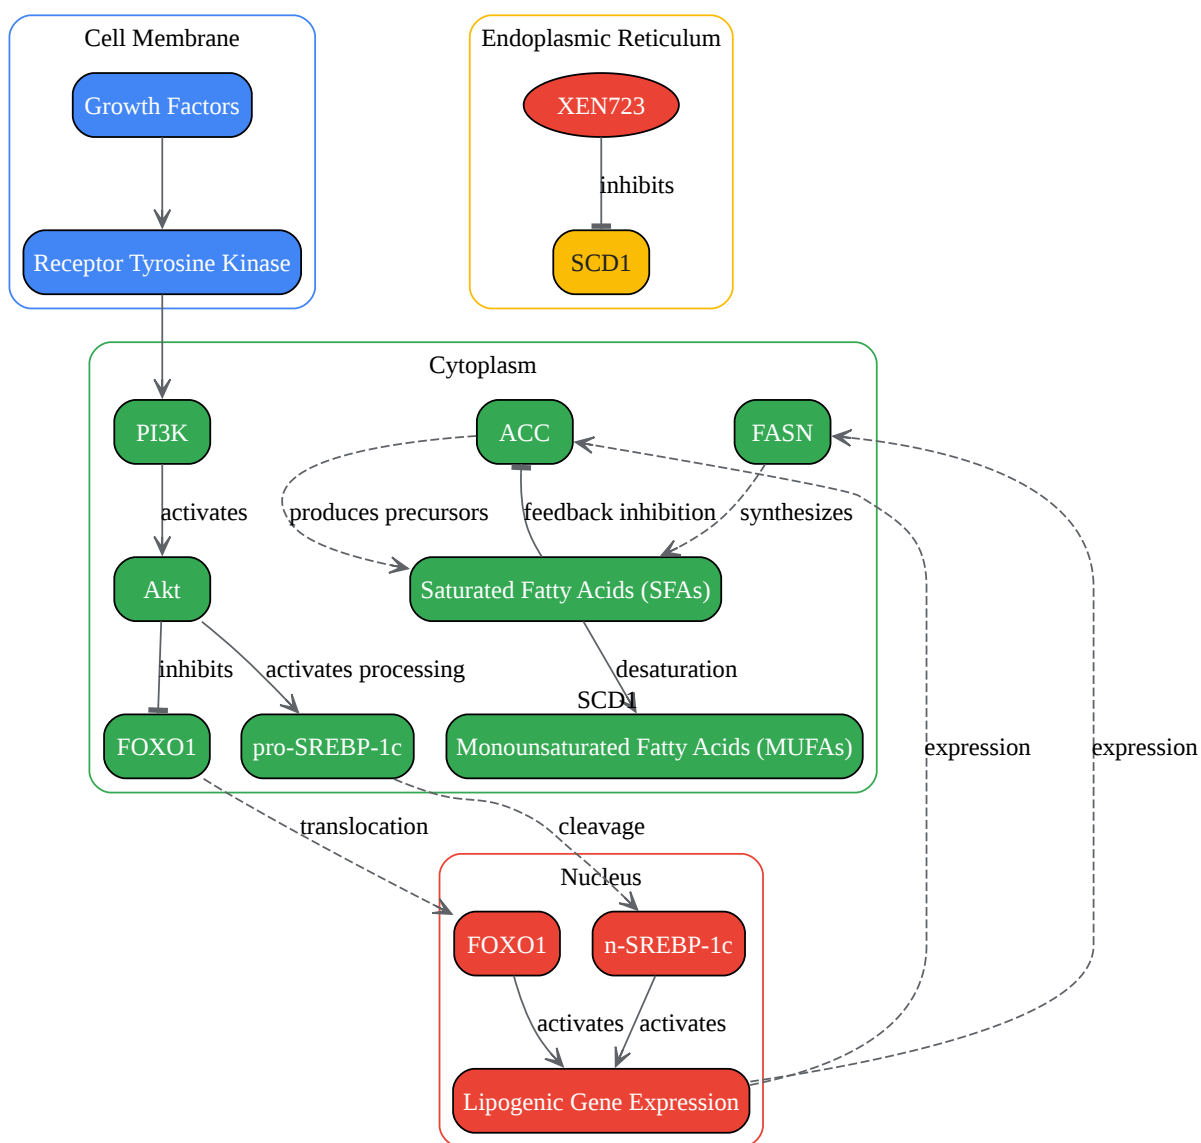 Cell Membrane
Growth Factors
Receptor Tyrosine Kinase
Endoplasmic Reticulum
XEN723
inhibits
SCD1
Cytoplasm
PI3K
ACC
FASN
activates
produces precursors
feedback inhibition
synthesizes
Akt
Saturated Fatty Acids (SFAs)
inhibits
activates processing
desaturation
SCD1
FOXO1
pro-SREBP-1c
Monounsaturated Fatty Acids (MUFAs)
expression
expression
translocation
cleavage
Nucleus
FOXO1
n-SREBP-1c
activates
activates
Lipogenic Gene Expression